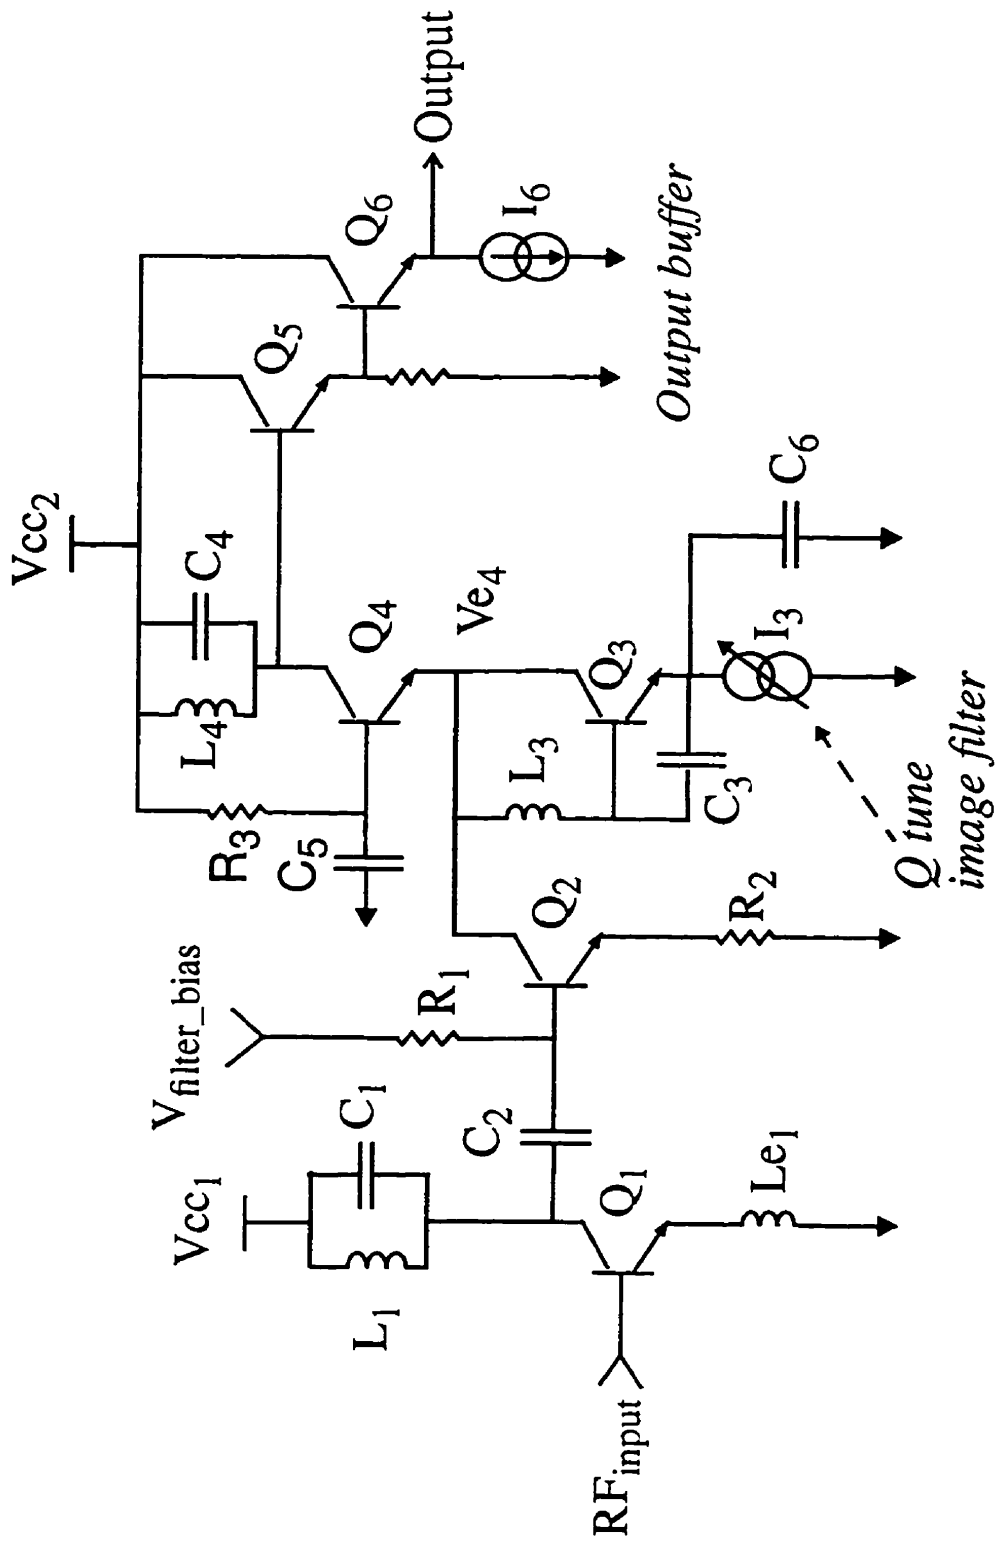 Vcc2
Vcc1
Vfilter_bias
R3
L4
C4
Q5
Q6
Output
L1
C1
R1
C5
Q4
Ve4
I6
Output buffer
C2
Q2
L3
Q3
C6
RFinput
Q1
Le1
R2
C3
I3
Q tune
image filter